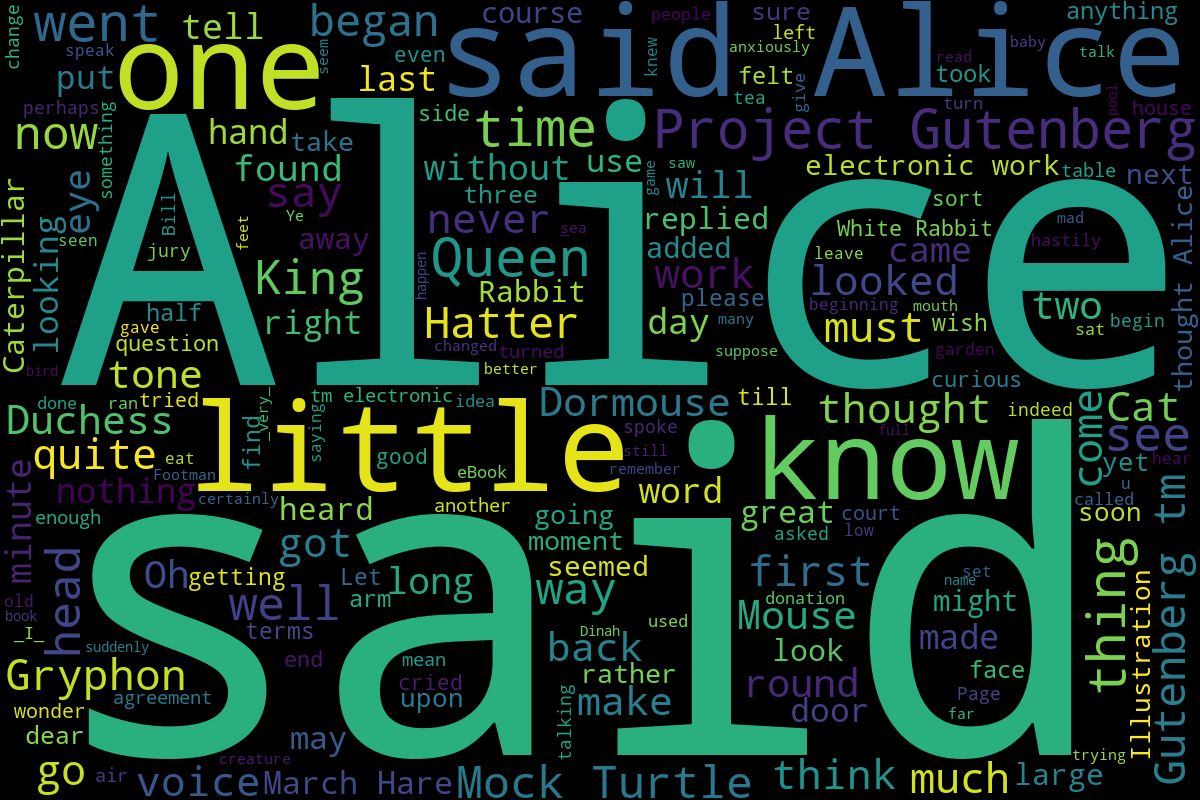 change
went
tell
began
course
people
sure
anything
speak
one
seem
even
said Alice
knew
anxiously
left
baby
talk
put
last
felt
give
read
took
perhaps
something
tea
turn
pool
house
now
hand
take
side
time
Project Gutenberg
Alice
found
without
use
saw
electronic work
table
next
Caterpillar
eye
Bill
say
three
game
will
sort
Ye
never
sea
replied
White Rabbit
mad
looking
seen
jury
feet
away
Queen
added
leave
came
hastily
thought Alice
King
happen
work
looked
half
Rabbit
please
beginning
mouth
two
gave
right
Hatter
day
many
must
wish
sat
begin
question
changed
turned
suppose
garden
bird
tone
better
curious
done
ran
tried
_very_
tm electronic
idea
Dormouse
till
thought
indeed
come
Cat
Duchess
find
saying
little
spoke
know
full
see
quite
eat
good
still
hear
Footman
eBook
remember
yet
minute
nothing
certainly
another
word
u
called
tm
enough
heard
going
great
court
soon
moment
asked
low
head
got
seemed
said
Oh
getting
Let
long
way
first
name
set
thing
old
arm
donation
might
book
well
used
Mouse
_I_
terms
Dinah
back
made
suddenly
end
mean
look
face
Gryphon
cried
rather
round
Page
Illustration
Gutenberg
agreement
upon
make
door
wonder
far
dear
may
talking
trying
creature
go
air
voice
March Hare
Mock Turtle
think
much
large